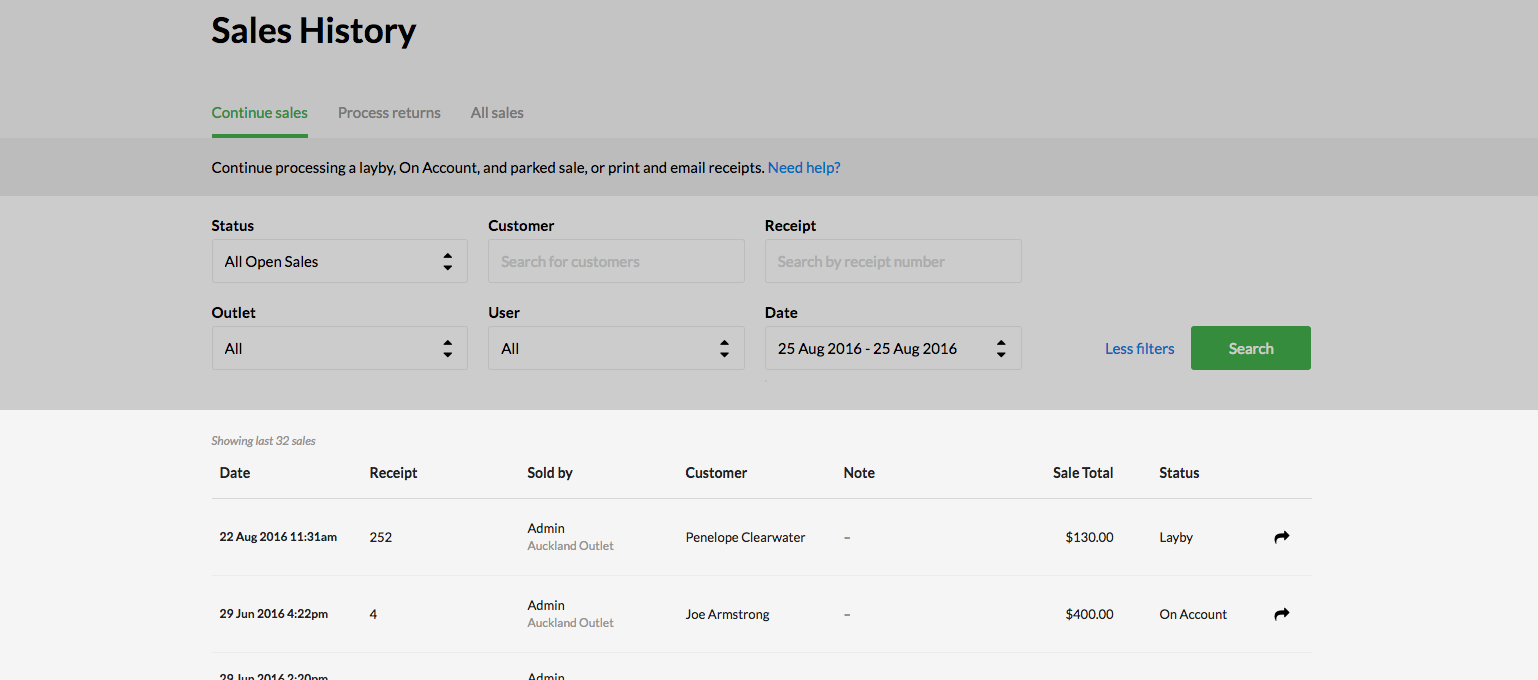 Sales History
Continue sales Process returns All sales
Continue processing a layby, On Account, and parked sale, or print and email receipts. Need help?
Status Customer Receipt
All Open Sales Search for customers Search by receipt number
Outlet User Date
All All 25 Aug 2016 - 25 Aug 2016 Less filters Search
Showing last 32 sales
Date Receipt Sold by Customer Note Sale Total Status
22 Aug 2016 11:31am 252 Admin Penelope Clearwater – $130.00 Layby
Auckland Outlet
29 Jun 2016 4:22pm 4 Admin Joe Armstrong – $400.00 On Account
Auckland Outlet
29 Jun 2016 2:20pm Admin